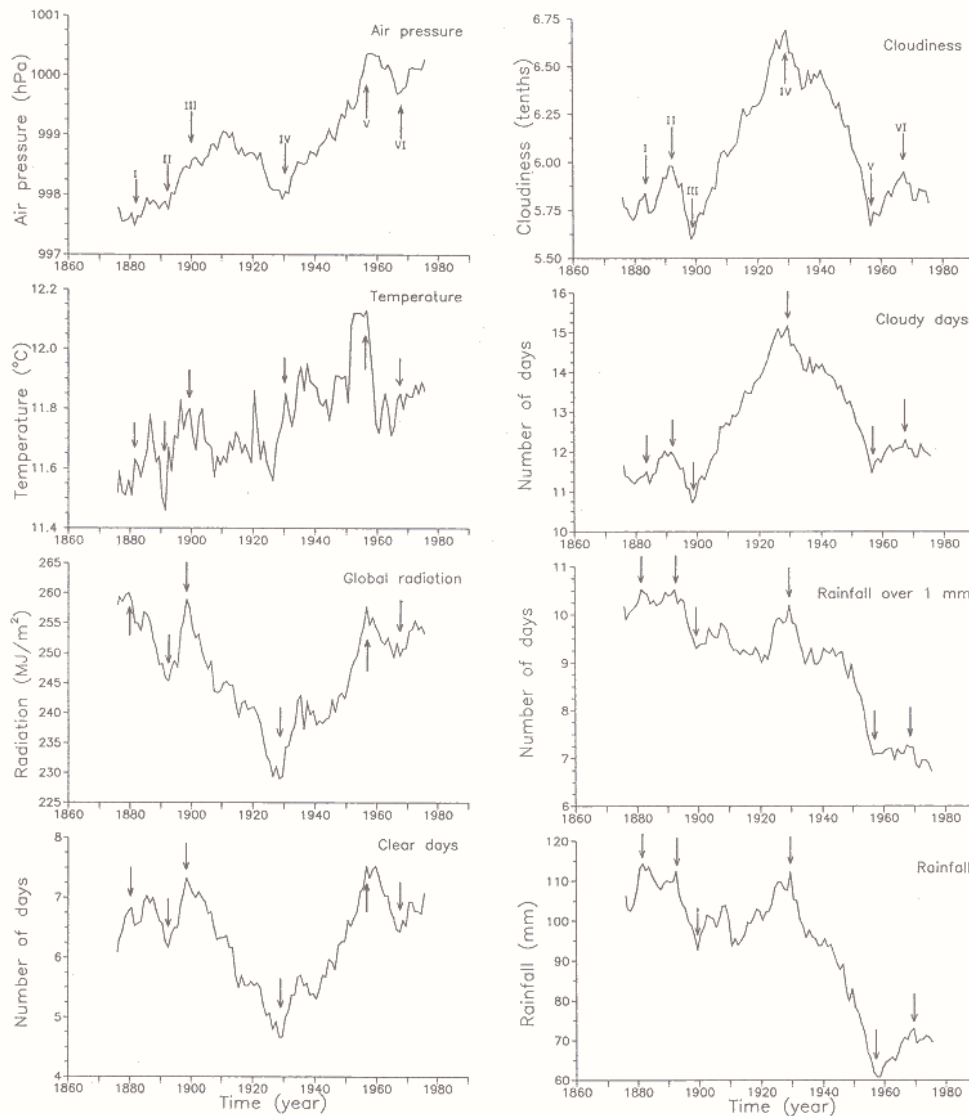 Air pressure
Air pressure (hPa)
1001
1000
999
998
997
I
II
III
IV
V
VI
1860 1880 1900 1920 1940 1960 1980
Cloudiness
Cloudiness (tenths)
6.75
6.50
6.25
6.00
5.75
5.50
I
II
III
IV
V
VI
1860 1880 1900 1920 1940 1960 1980
Temperature
Temperature (°C)
12.2
12.0
11.8
11.6
11.4
1860 1880 1900 1920 1940 1960 1980
Cloudy days
Number of days
16
15
14
13
12
11
10
1860 1880 1900 1920 1940 1960 1980
Global radiation
Radiation (MJ/m²)
265
260
255
250
245
240
235
230
225
1860 1880 1900 1920 1940 1960 1980
Rainfall over 1 mm
Number of days
11
10
9
8
7
6
1860 1880 1900 1920 1940 1960 1980
Clear days
Number of days
8
7
6
5
4
1860 1880 1900 1920 1940 1960 1980
Time (year)
Rainfall
Rainfall (mm)
120
110
100
90
80
70
60
1860 1880 1900 1920 1940 1960 1980
Time (year)